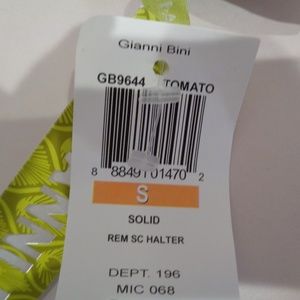 Gianni Bini
GB9644 TOMATO
8 88491 01470 2
S
SOLID
REM SC HALTER
DEPT. 196
MIC 068